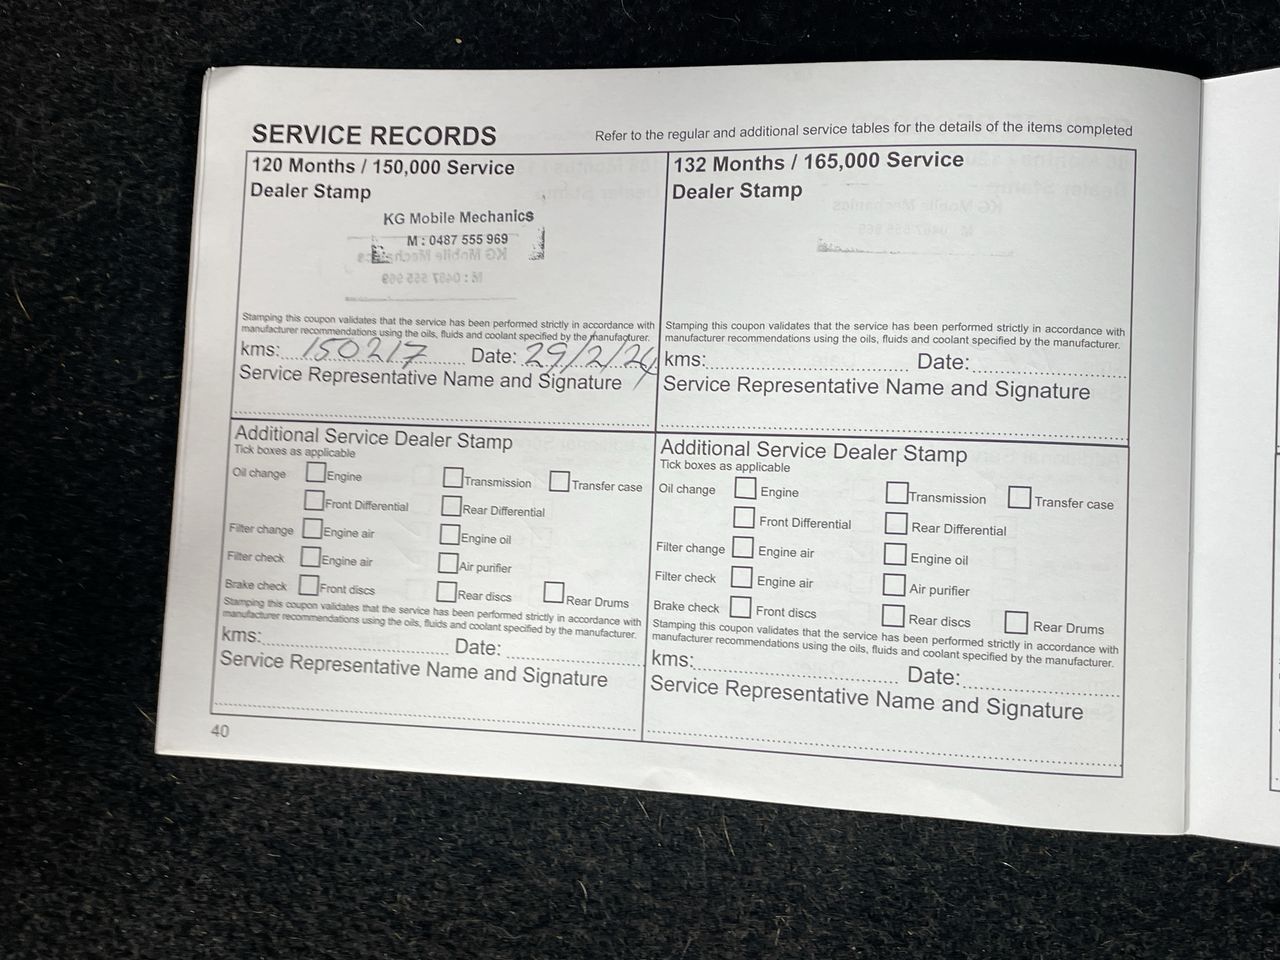 SERVICE RECORDS
Refer to the regular and additional service tables for the details of the items completed
120 Months / 150,000 Service
Dealer Stamp
KG Mobile Mechanics
M : 0487 555 969
Stamping this coupon validates that the service has been performed strictly in accordance with
manufacturer recommendations using the oils, fluids and coolant specified by the manufacturer.
kms: 150217 Date: 29/2/24
Service Representative Name and Signature
132 Months / 165,000 Service
Dealer Stamp
Stamping this coupon validates that the service has been performed strictly in accordance with
manufacturer recommendations using the oils, fluids and coolant specified by the manufacturer.
kms: Date:
Service Representative Name and Signature
Additional Service Dealer Stamp
Tick boxes as applicable
Oil change Engine Transmission Transfer case
Front Differential Rear Differential
Filter change Engine air Engine oil
Filter check Engine air Air purifier
Brake check Front discs Rear discs Rear Drums
Stamping this coupon validates that the service has been performed strictly in accordance with
manufacturer recommendations using the oils, fluids and coolant specified by the manufacturer.
kms: Date:
Service Representative Name and Signature
Additional Service Dealer Stamp
Tick boxes as applicable
Oil change Engine Transmission Transfer case
Front Differential Rear Differential
Filter change Engine air Engine oil
Filter check Engine air Air purifier
Brake check Front discs Rear discs Rear Drums
Stamping this coupon validates that the service has been performed strictly in accordance with
manufacturer recommendations using the oils, fluids and coolant specified by the manufacturer.
kms: Date:
Service Representative Name and Signature
40